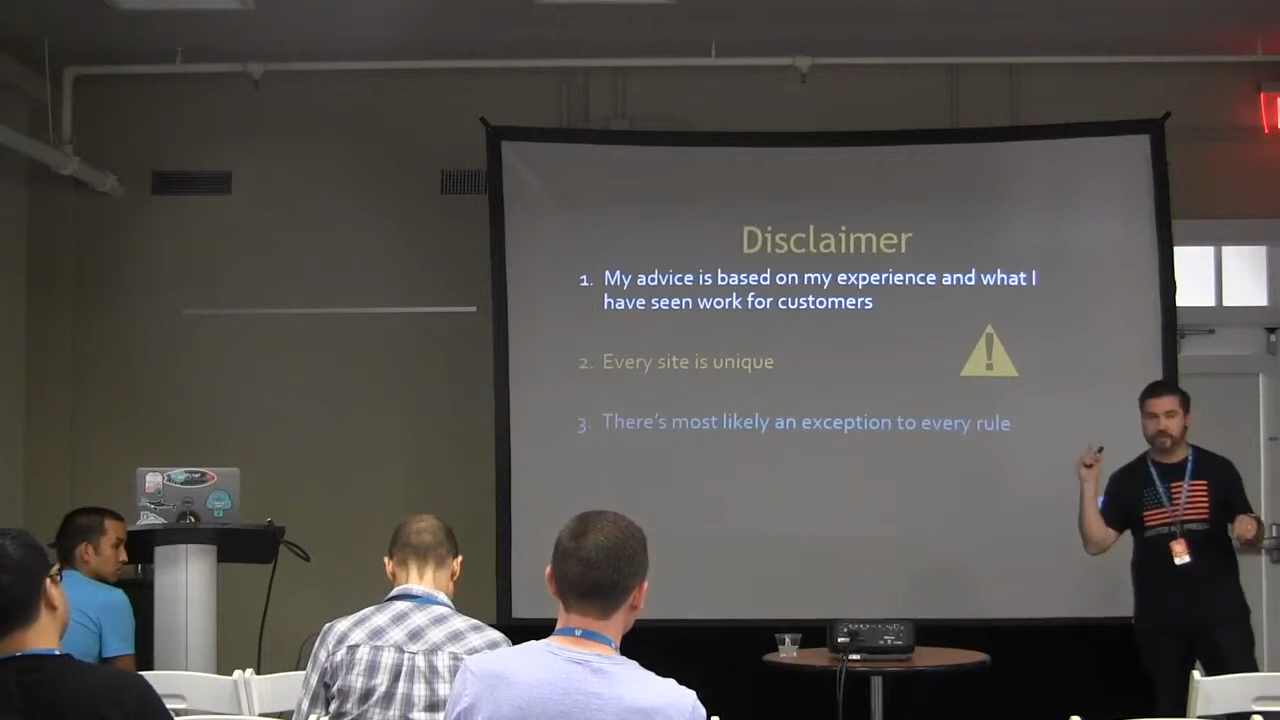 Disclaimer
1. My advice is based on my experience and what I
have seen work for customers
2. Every site is unique
3. There's most likely an exception to every rule